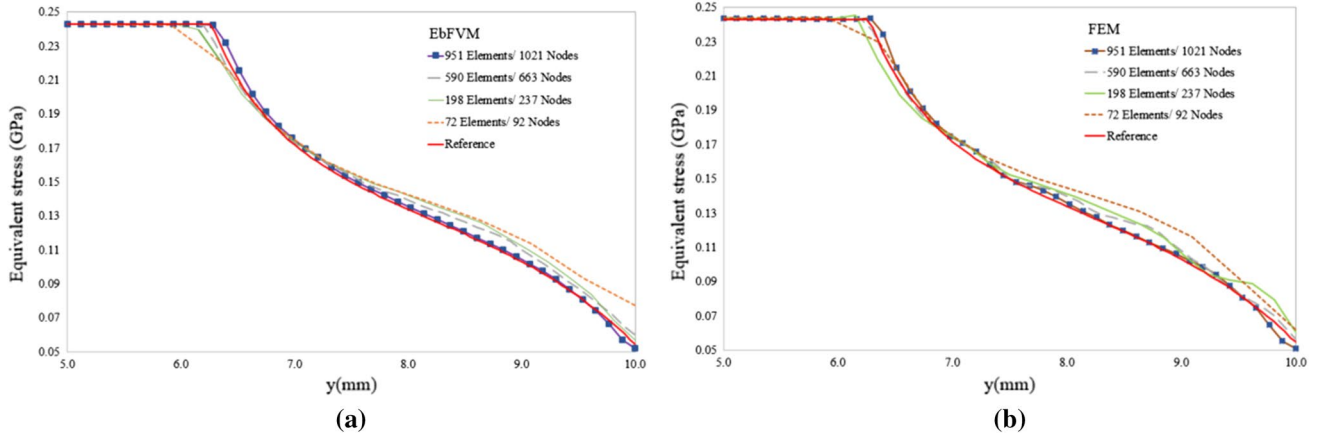 0.25
0.23
0.21
0.19
0.17
0.15
0.13
0.11
0.09
0.07
0.05
Equivalent stress (GPa)
EbFVM
951 Elements/ 1021 Nodes
590 Elements/ 663 Nodes
198 Elements/ 237 Nodes
72 Elements/ 92 Nodes
Reference
5.0 6.0 7.0 8.0 9.0 10.0
y(mm)
(a)
0.25
0.23
0.21
0.19
0.17
0.15
0.13
0.11
0.09
0.07
0.05
Equivalent stress (GPa)
FEM
951 Elements/ 1021 Nodes
590 Elements/ 663 Nodes
198 Elements/ 237 Nodes
72 Elements/ 92 Nodes
Reference
5.0 6.0 7.0 8.0 9.0 10.0
y(mm)
(b)